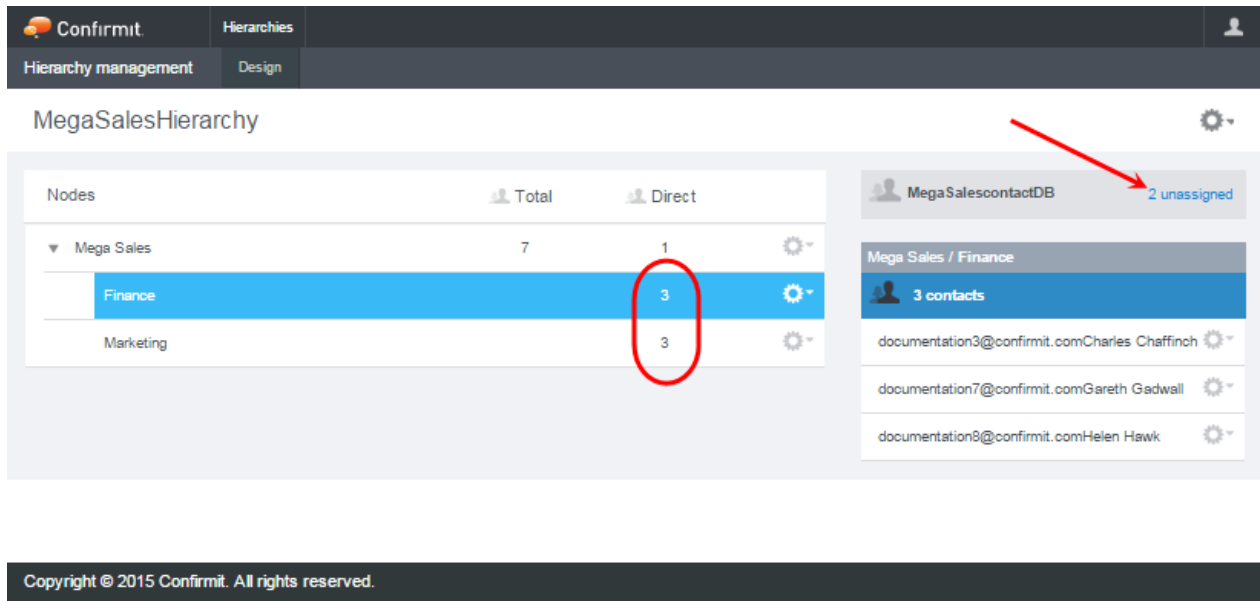 Confirmit. Hierarchies
Hierarchy management Design
MegaSalesHierarchy
Nodes Total Direct
Mega Sales 7 1
Finance 3
Marketing 3
MegaSalescontactDB 2 unassigned
Mega Sales / Finance
3 contacts
documentation3@confirmit.comCharles Chaffinch
documentation7@confirmit.comGareth Gadwall
documentation8@confirmit.comHelen Hawk
Copyright © 2015 Confirmit. All rights reserved.